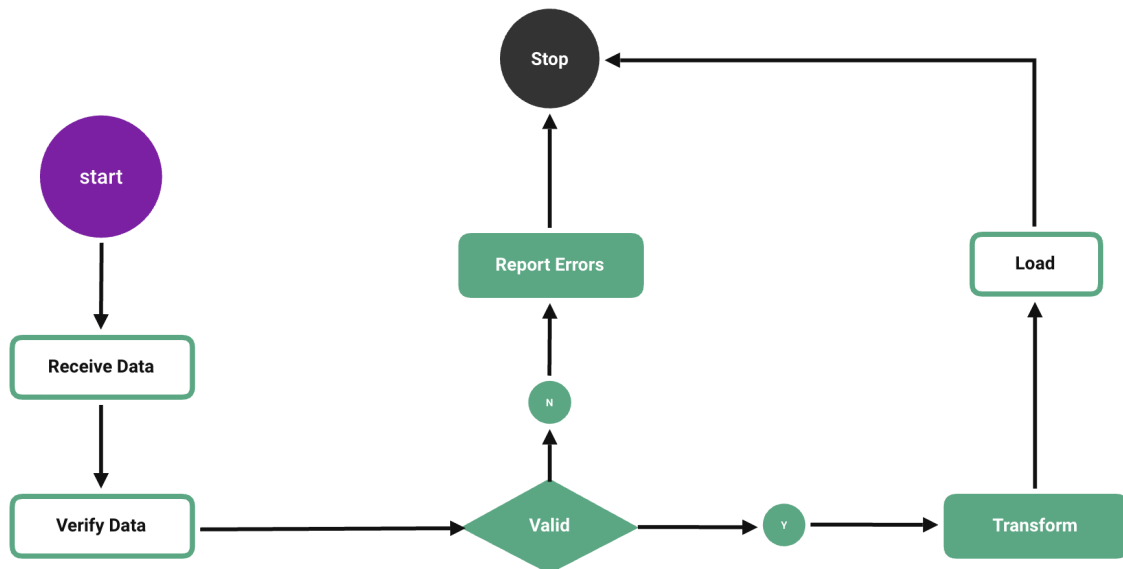 Stop
start
Report Errors
Load
Receive Data
N
Verify Data
Valid
Y
Transform